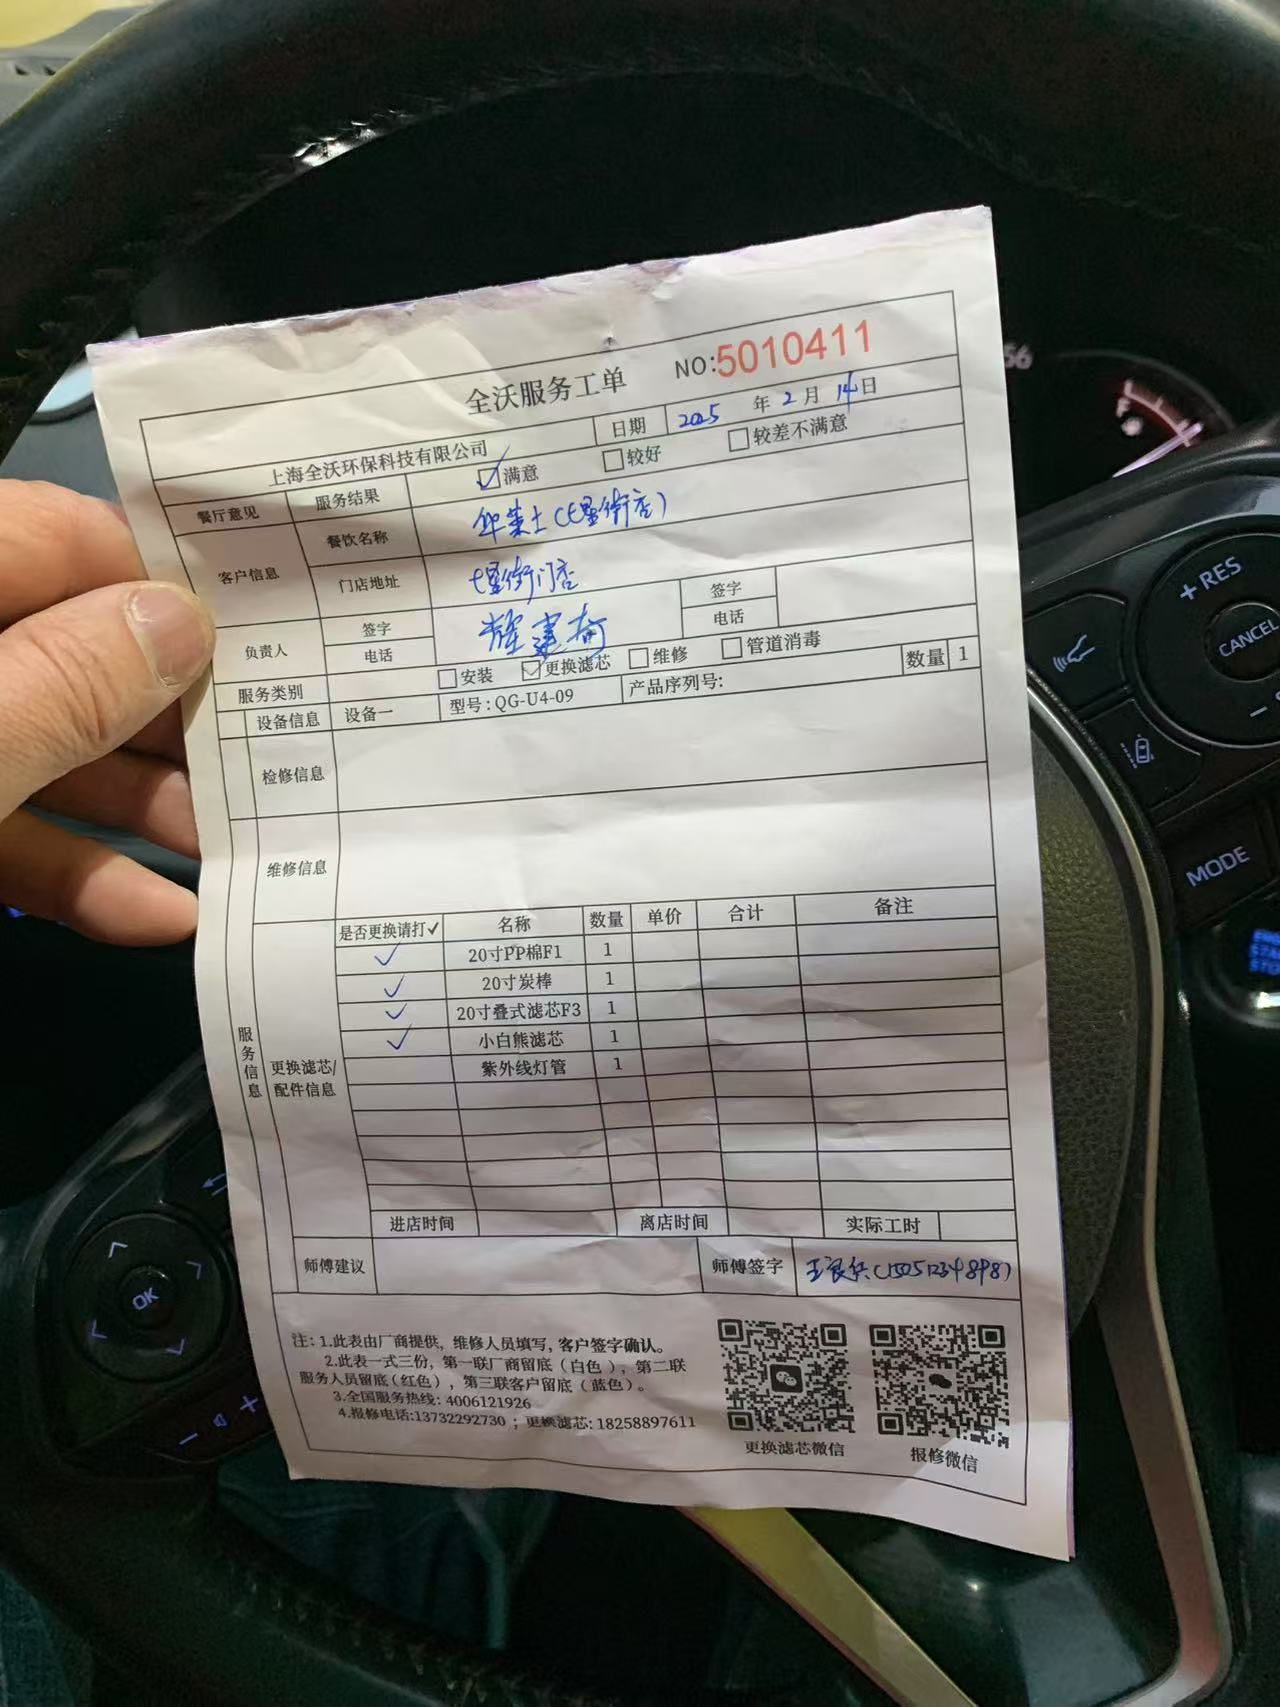 全沃服务工单
NO:5010411
上海全沃环保科技有限公司 日期 2025 年 2 月 14 日
餐厅意见 服务结果 满意 较好 较差不满意
客户信息 餐饮名称 华莱士(七星街店)
门店地址 七星街门店
负责人 签字 签字
电话 电话
服务类别 安装 更换滤芯 维修 管道消毒
设备信息 设备一 型号:QG-U4-09 产品序列号: 数量 1
检修信息
维修信息
服务信息
更换滤芯/配件信息
是否更换请打✓ 名称 数量 单价 合计 备注
✓ 20寸PP棉F1 1
✓ 20寸炭棒 1
✓ 20寸叠式滤芯F3 1
✓ 小白熊滤芯 1
紫外线灯管 1
进店时间 离店时间 实际工时
师傅建议 师傅签字
注: 1.此表由厂商提供，维修人员填写, 客户签字确认。
2.此表一式三份，第一联厂商留底（白色），第二联
服务人员留底(红色)，第三联客户留底（蓝色）。
3.全国服务热线: 4006121926
4.报修电话:13732292730 ; 更换滤芯: 18258897611
更换滤芯微信 报修微信
+ RES
CANCEL
MODE
OK
56